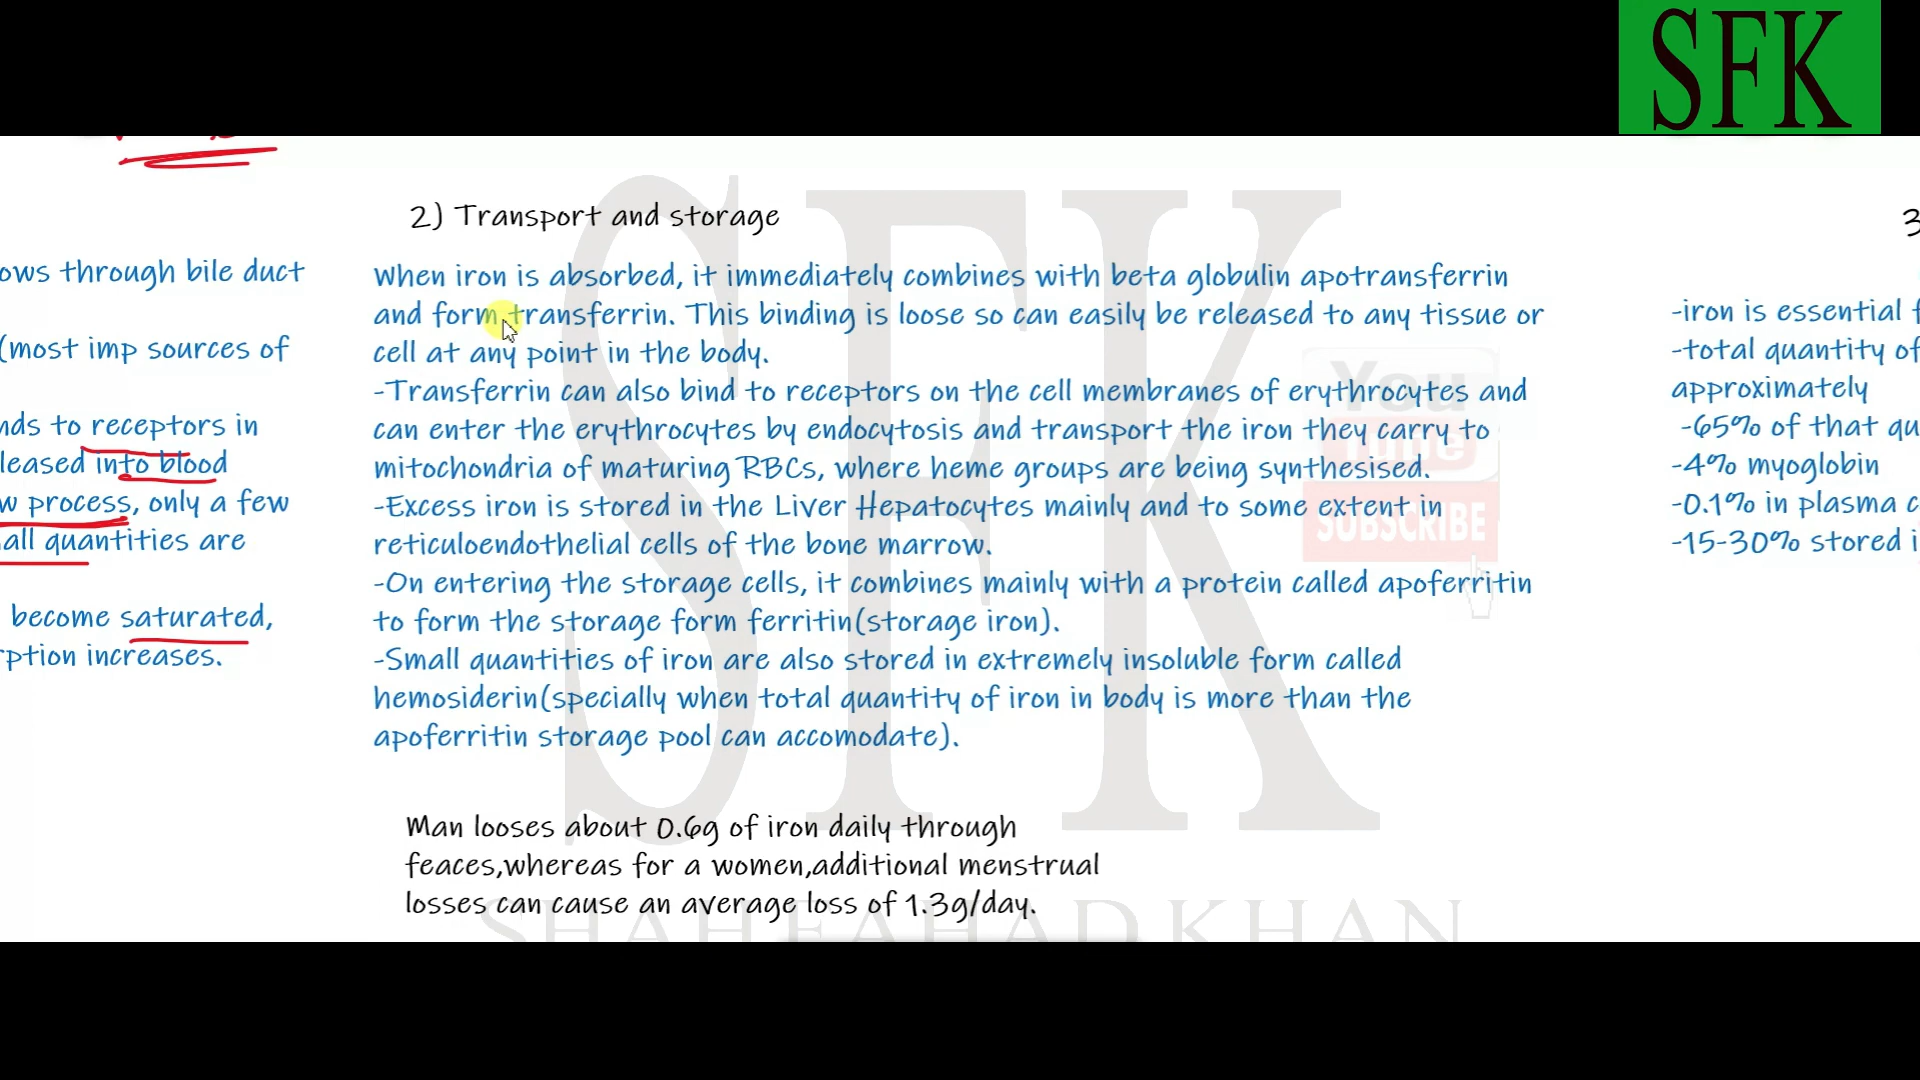 SFK
2) Transport and storage
3
ows through bile duct
(most imp sources of
nds to receptors in
leased into blood
w process, only a few
all quantities are
become saturated,
rption increases.
When iron is absorbed, it immediately combines with beta globulin apotransferrin
and form transferrin. This binding is loose so can easily be released to any tissue or
cell at any point in the body.
-Transferrin can also bind to receptors on the cell membranes of erythrocytes and
can enter the erythrocytes by endocytosis and transport the iron they carry to
mitochondria of maturing RBCs, where heme groups are being synthesised.
-Excess iron is stored in the Liver Hepatocytes mainly and to some extent in
reticuloendothelial cells of the bone marrow.
-On entering the storage cells, it combines mainly with a protein called apoferritin
to form the storage form ferritin(storage iron).
-Small quantities of iron are also stored in extremely insoluble form called
hemosiderin(specially when total quantity of iron in body is more than the
apoferritin storage pool can accomodate).
Man looses about 0.6g of iron daily through
feaces,whereas for a women,additional menstrual
losses can cause an average loss of 1.3g/day.
-iron is essential f
-total quantity of
approximately
-65% of that qu
-4% myoglobin
-0.1% in plasma c
-15-30% stored i
SFK
SHAHFAHAD KHAN
You
Tube
SUBSCRIBE